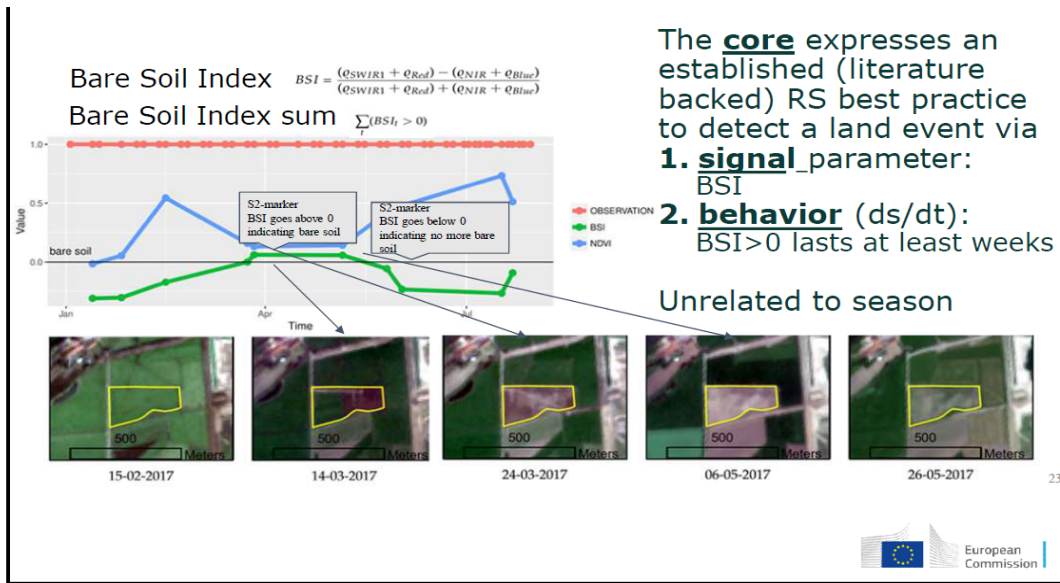 Bare Soil Index BSI = (ϱSWIR1 + ϱRed) − (ϱNIR + ϱBlue) / (ϱSWIR1 + ϱRed) + (ϱNIR + ϱBlue)
Bare Soil Index sum ∑t(BSIt > 0)
1.0
0.5
0.0
Value
bare soil
S2-marker
BSI goes above 0
indicating bare soil
S2-marker
BSI goes below 0
indicating no more bare
soil
OBSERVATION
BSI
NDVI
Jan
Apr
Jul
Time
The core expresses an
established (literature
backed) RS best practice
to detect a land event via
1. signal_parameter:
BSI
2. behavior (ds/dt):
BSI>0 lasts at least weeks
Unrelated to season
500
Meters
15-02-2017
500
Meters
14-03-2017
500
Meters
24-03-2017
500
Meters
06-05-2017
500
Meters
26-05-2017
23
European
Commission